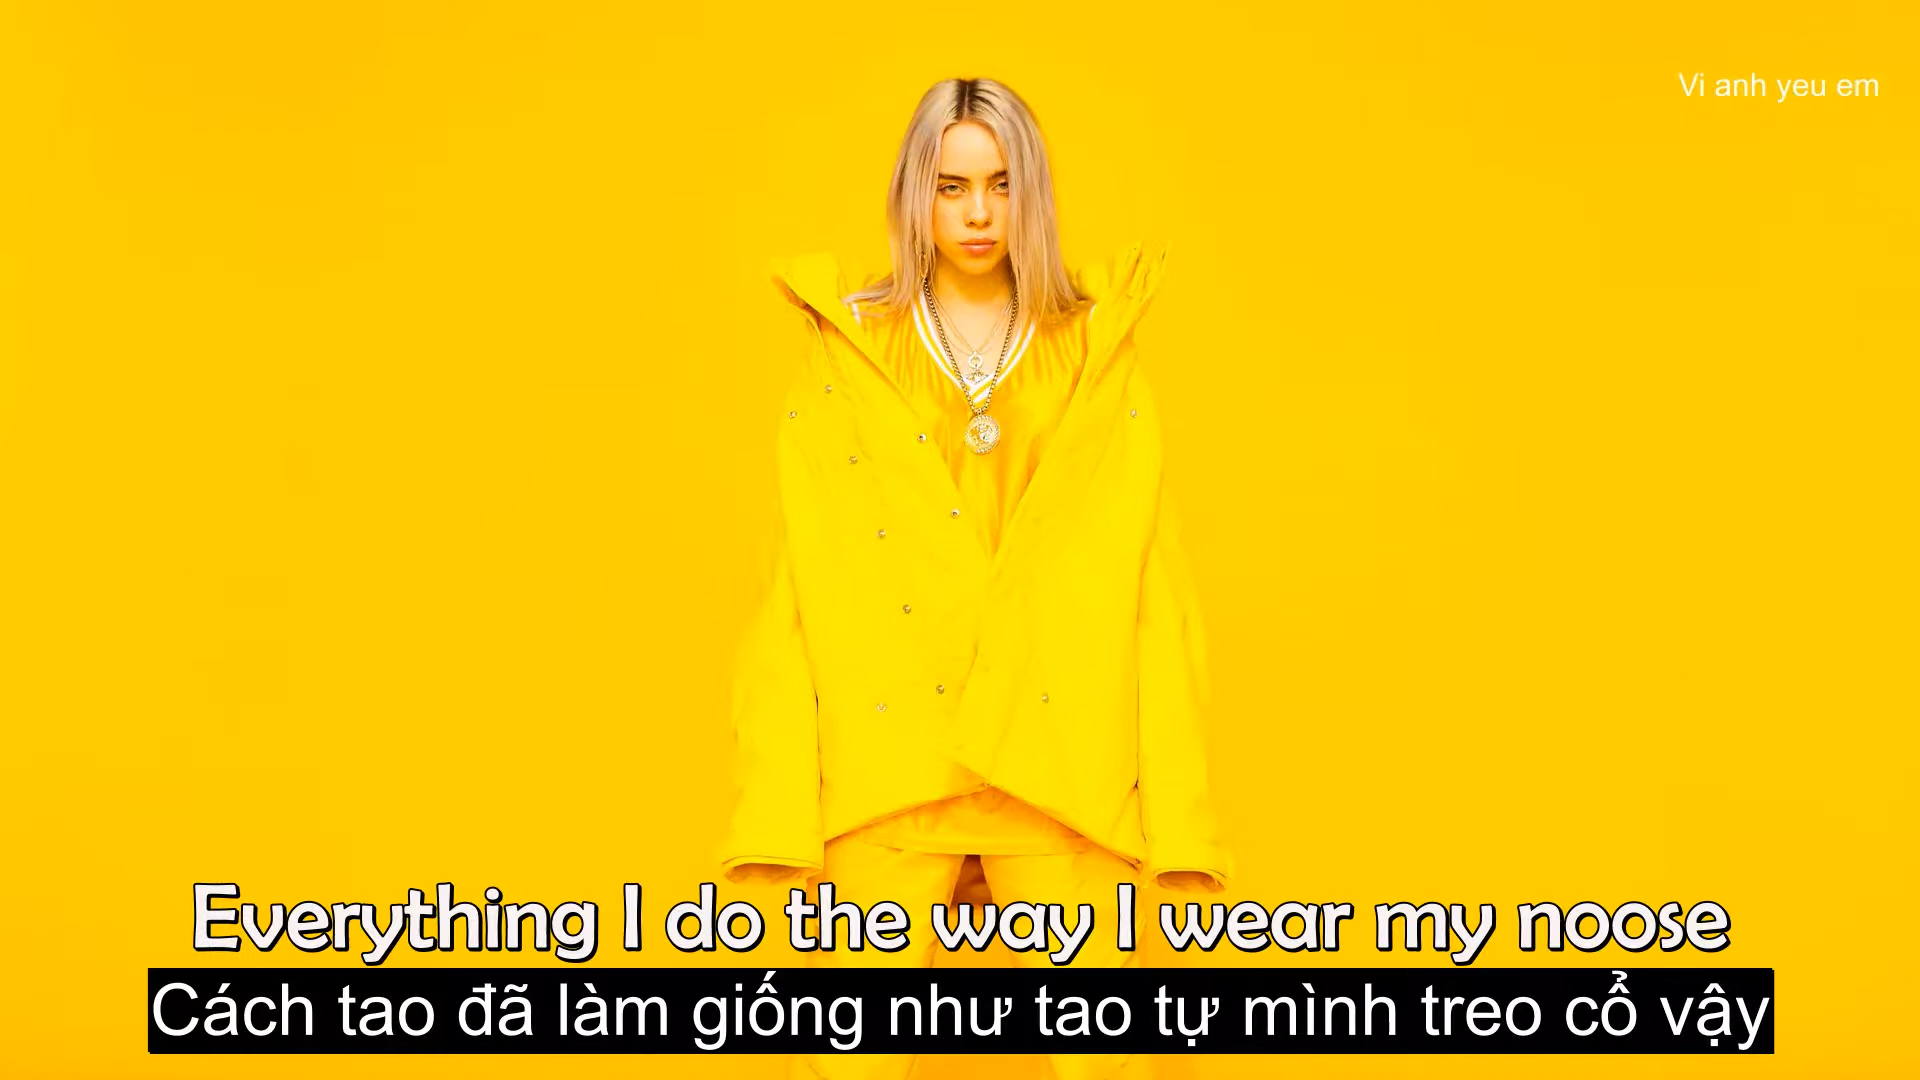 Vi anh yeu em
Everything I do the way I wear my noose
Cách tao đã làm giống như tao tự mình treo cổ vậy